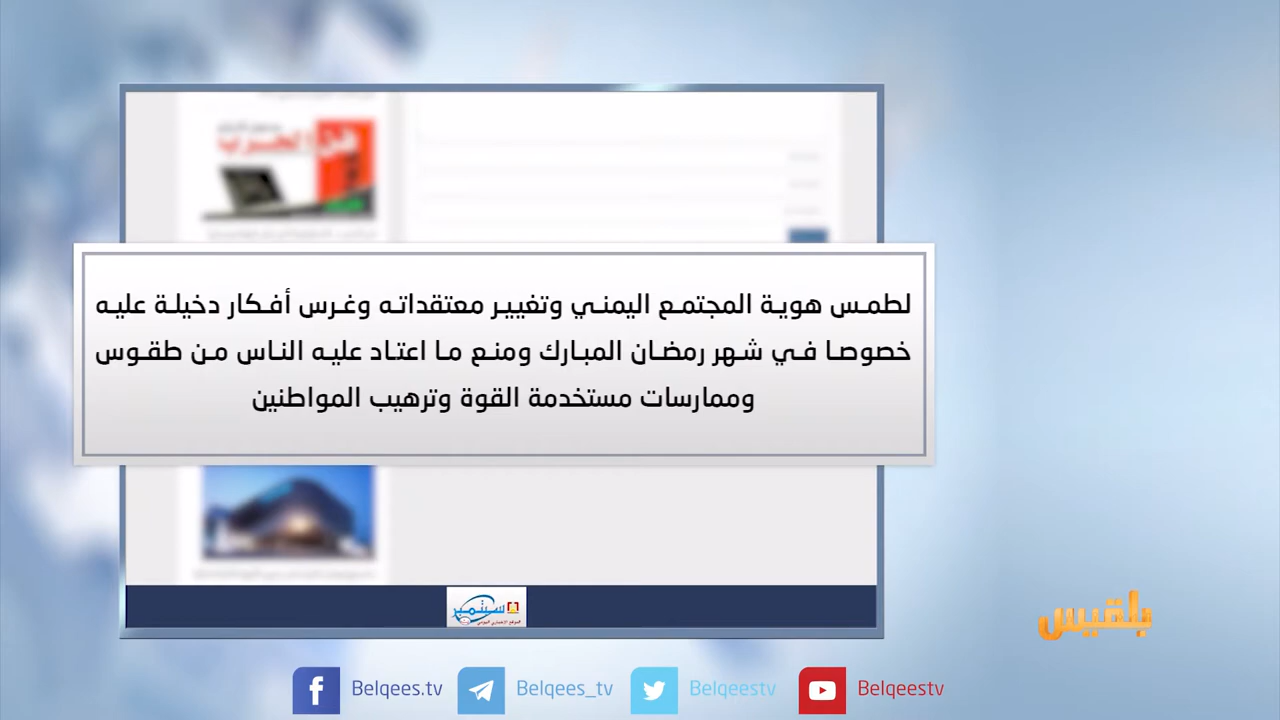 لطمس هوية المجتمع اليمني وتغيير معتقداته وغرس أفكار دخيلة عليه
خصوصا في شهر رمضان المبارك ومنع ما اعتاد عليه الناس من طقوس
وممارسات مستخدمة القوة وترهيب المواطنين
سبتمبر
بلقيس
Belqees.tv
Belqees_tv
Belqeestv
Belqeestv